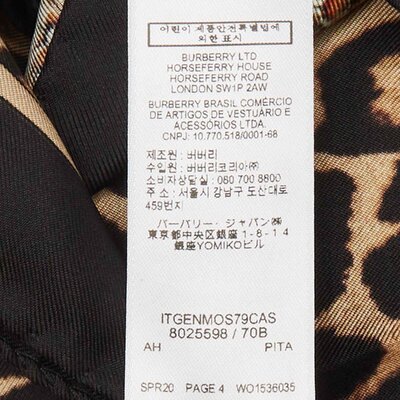 어린이 제품안전특별법에
의한 표시
BURBERRY LTD
HORSEFERRY HOUSE
HORSEFERRY ROAD
LONDON SW1P 2AW
BURBERRY BRASIL COMÉRCIO
DE ARTIGOS DE VESTUÁRIO E
ACESSÓRIOS LTDA.
CNPJ: 10.770.518/0001-68
제조원 : 버버리
수입원 : 버버리코리아㈜
소비자상담실 : 080 700 8800
주 소 : 서울시 강남구 도산대로
459번지
バーバリー・ジャパン㈱
東京都中央区銀座1-8-14
銀座YOMIKOビル
ITGENMOS79CAS
8025598 / 70B
AH PITA
SPR20 PAGE 4 WO1536035